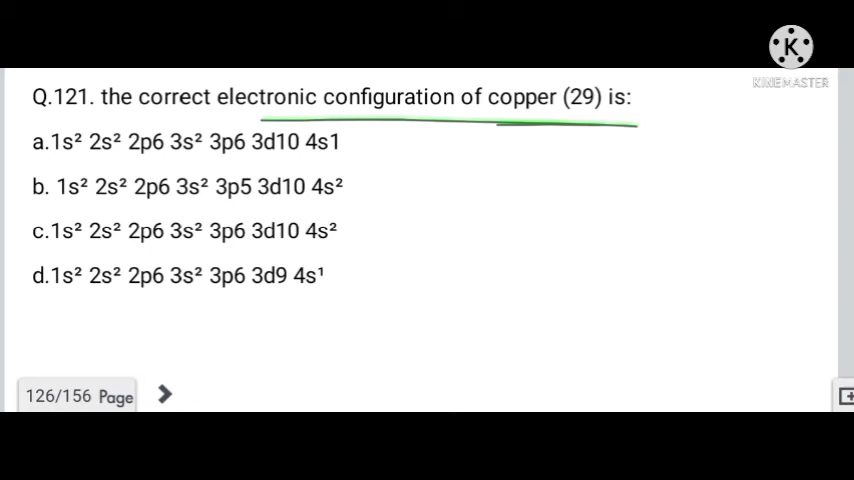 K
KINEMASTER
Q.121. the correct electronic configuration of copper (29) is:
a.1s² 2s² 2p6 3s² 3p6 3d10 4s1
b. 1s² 2s² 2p6 3s² 3p5 3d10 4s²
c.1s² 2s² 2p6 3s² 3p6 3d10 4s²
d.1s² 2s² 2p6 3s² 3p6 3d9 4s¹
126/156 Page